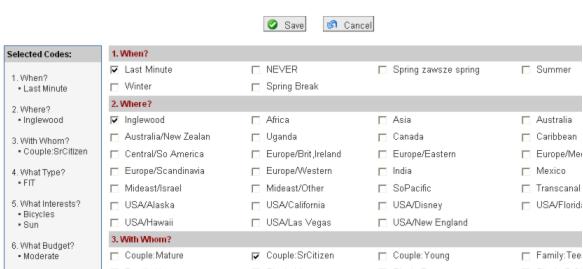 Save Cancel
Selected Codes:
1. When?
• Last Minute
2. Where?
• Inglewood
3. With Whom?
• Couple:SrCitizen
4. What Type?
• FIT
5. What Interests?
• Bicycles
• Sun
6. What Budget?
• Moderate
1. When?
Last Minute NEVER Spring zawsze spring Summer
Winter Spring Break
2. Where?
Inglewood Africa Asia Australia
Australia/New Zealan Uganda Canada Caribbean
Central/So America Europe/Brit,Ireland Europe/Eastern Europe/Me
Europe/Scandinavia Europe/Western India Mexico
Mideast/Israel Mideast/Other SoPacific Transcanal
USA/Alaska USA/California USA/Disney USA/Florid
USA/Hawaii USA/Las Vegas USA/New England
3. With Whom?
Couple:Mature Couple:SrCitizen Couple:Young Family:Tee